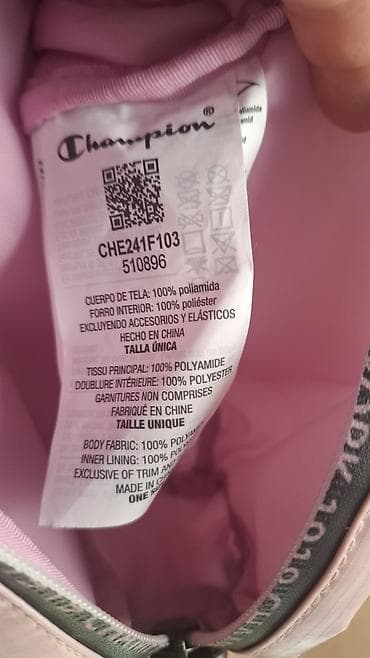 Champion®
CHE241F103
510896
CUERPO DE TELA: 100% poliamida
FORRO INTERIOR: 100% poliéster
EXCLUYENDO ACCESORIOS Y ELÁSTICOS
HECHO EN CHINA
TALLA ÚNICA
TISSU PRINCIPAL: 100% POLYAMIDE
DOUBLURE INTÉRIEURE: 100% POLYESTER
GARNITURES NON COMPRISES
FABRIQUÉ EN CHINE
TAILLE UNIQUE
BODY FABRIC: 100%
INNER LINING: 100%
EXCLUSIVE OF TRIM
MADE IN
ONE